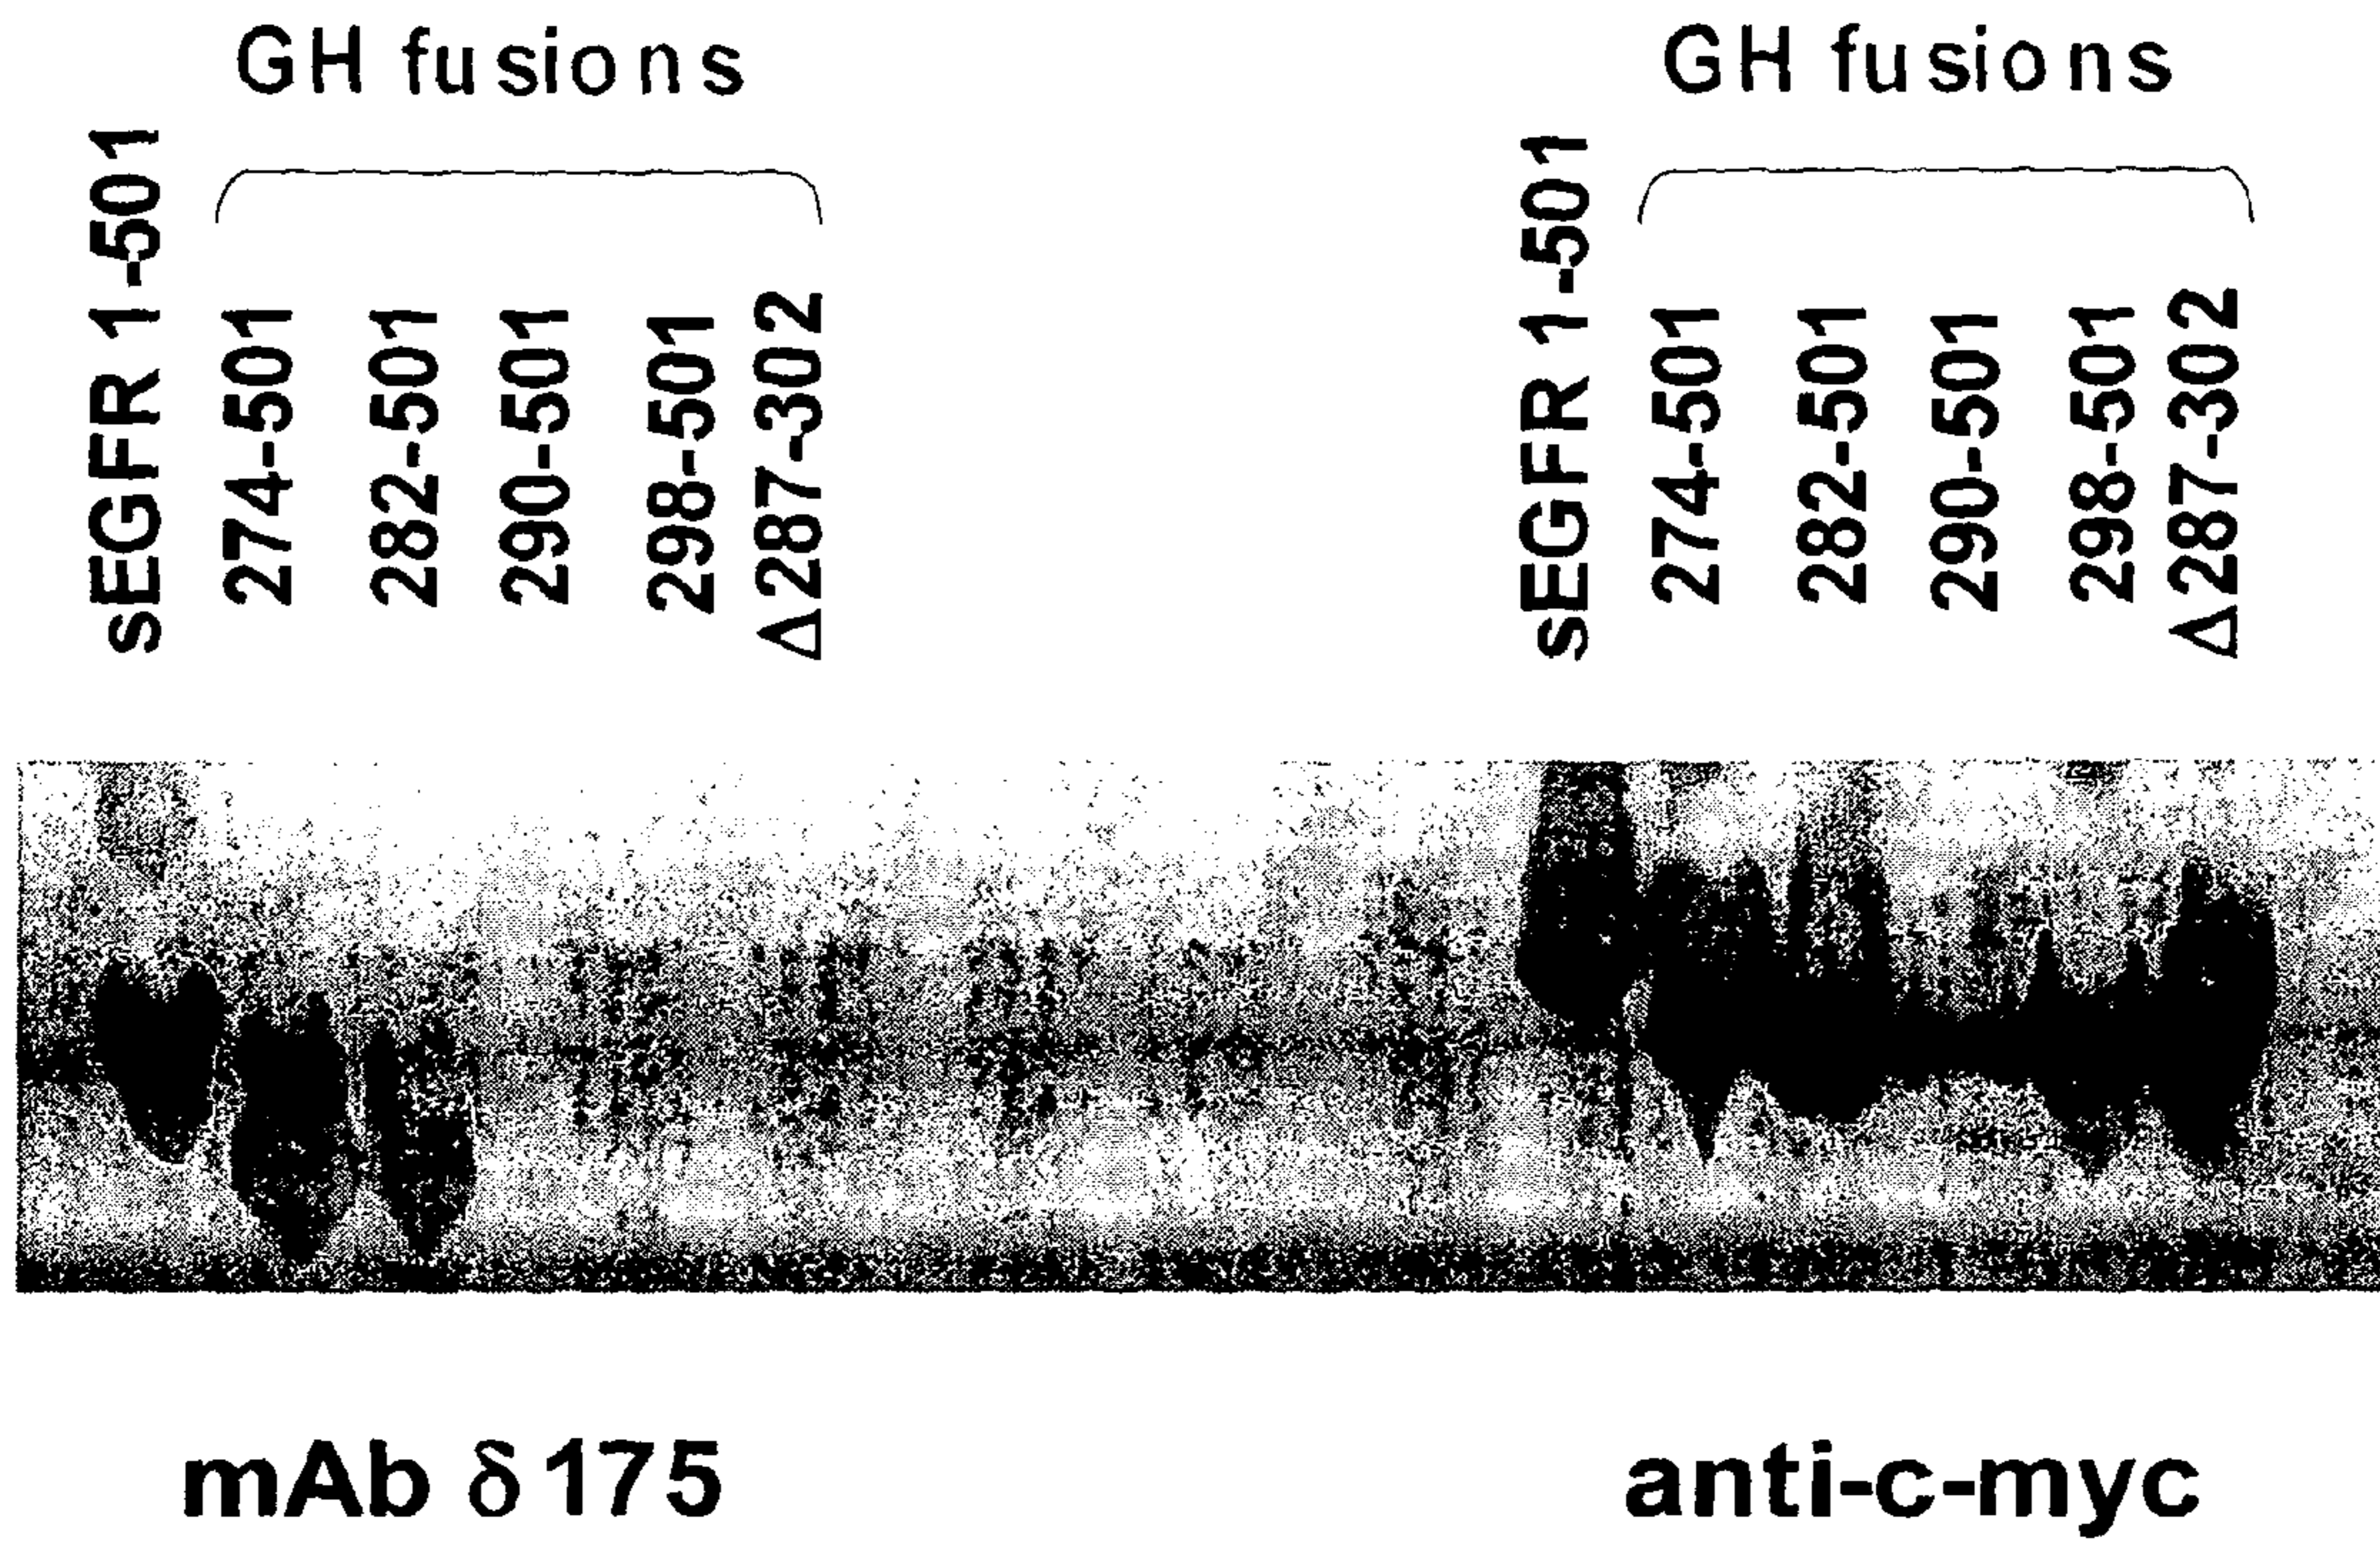 GH fusions
sEGFR 1-501
274-501
282-501
290-501
298-501
Δ287-302
GH fusions
sEGFR 1-501
274-501
282-501
290-501
298-501
Δ287-302
mAb δ175
anti-c-myc